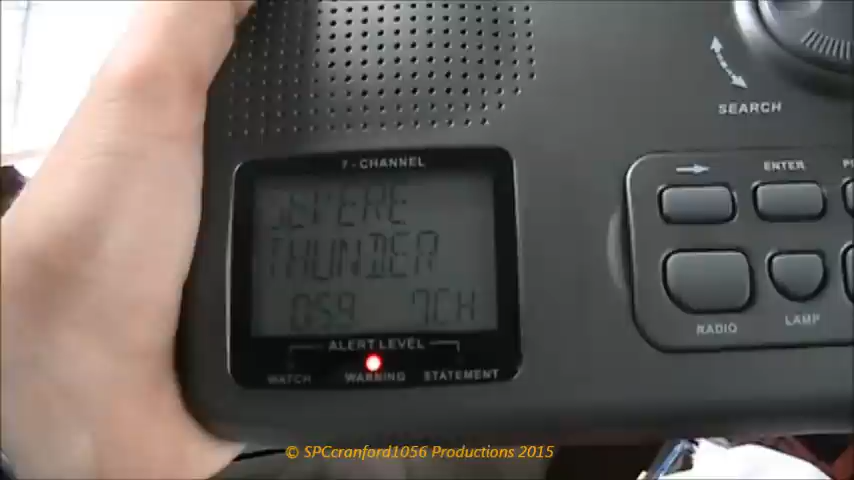 SEARCH
7-CHANNEL
ENTER
SEVERE
THUNDER
059 7CH
RADIO
LAMP
ALERT LEVEL
WATCH WARNING STATEMENT
© SPCcranford1056 Productions 2015